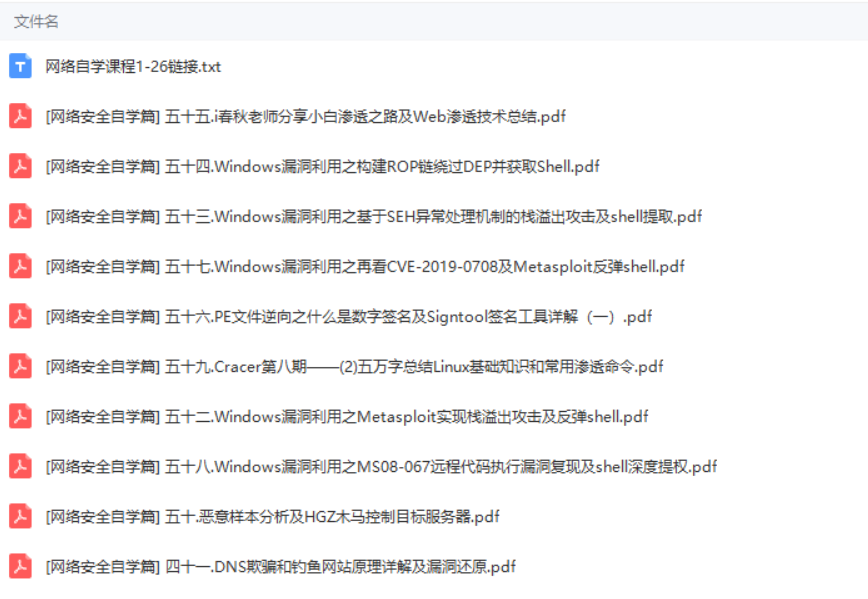 文件名
网络自学课程1-26链接.txt
[网络安全自学篇] 五十五.i春秋老师分享小白渗透之路及Web渗透技术总结.pdf
[网络安全自学篇] 五十四.Windows漏洞利用之构建ROP链绕过DEP并获取Shell.pdf
[网络安全自学篇] 五十三.Windows漏洞利用之基于SEH异常处理机制的栈溢出攻击及shell提取.pdf
[网络安全自学篇] 五十七.Windows漏洞利用之再看CVE-2019-0708及Metasploit反弹shell.pdf
[网络安全自学篇] 五十六.PE文件逆向之什么是数字签名及Signtool签名工具详解（一）.pdf
[网络安全自学篇] 五十九.Cracer第八期——(2)五万字总结Linux基础知识和常用渗透命令.pdf
[网络安全自学篇] 五十二.Windows漏洞利用之Metasploit实现栈溢出攻击及反弹shell.pdf
[网络安全自学篇] 五十八.Windows漏洞利用之MS08-067远程代码执行漏洞复现及shell深度提权.pdf
[网络安全自学篇] 五十.恶意样本分析及HGZ木马控制目标服务器.pdf
[网络安全自学篇] 四十一.DNS欺骗和钓鱼网站原理详解及漏洞还原.pdf